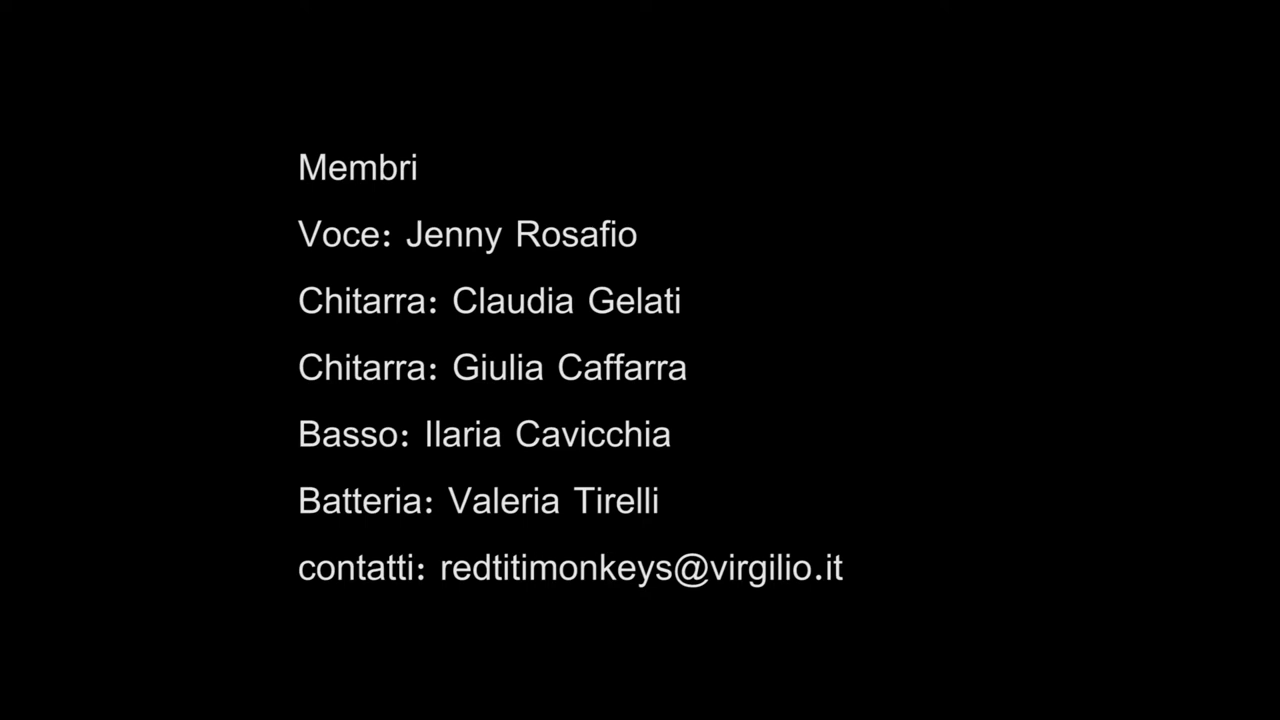 Membri
Voce: Jenny Rosafio
Chitarra: Claudia Gelati
Chitarra: Giulia Caffarra
Basso: Ilaria Cavicchia
Batteria: Valeria Tirelli
contatti: redtitimonkeys@virgilio.it